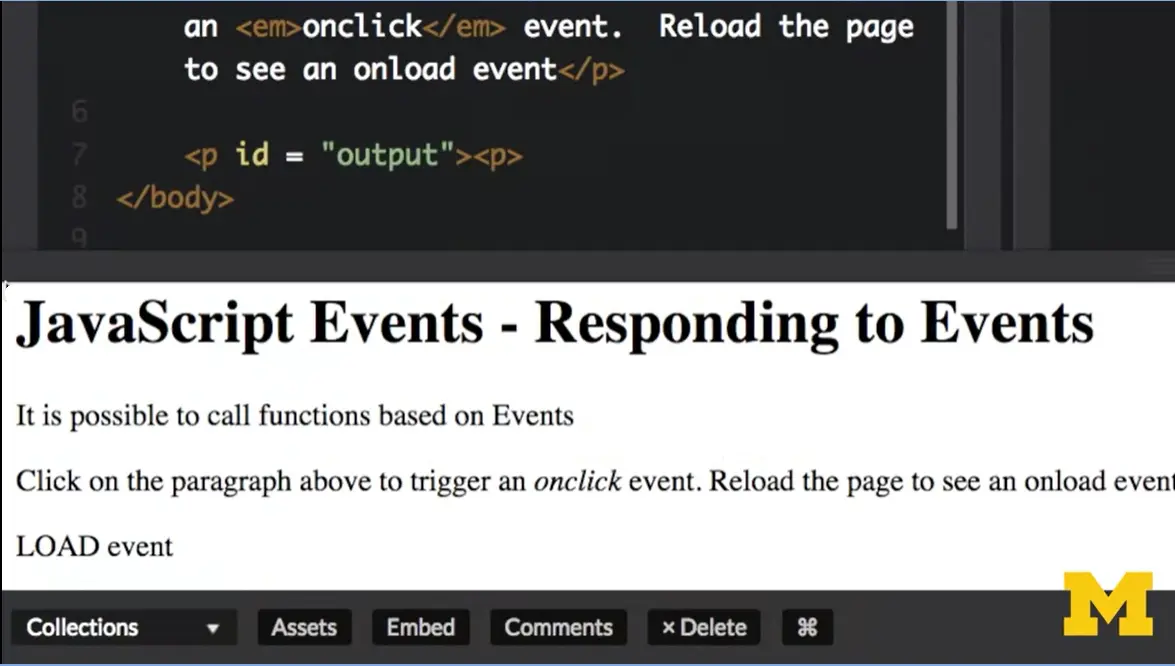 an <em>onclick</em> event.  Reload the page
to see an onload event</p>
6
7 <p id = "output"><p>
8 </body>
9
JavaScript Events - Responding to Events
It is possible to call functions based on Events
Click on the paragraph above to trigger an onclick event. Reload the page to see an onload event
LOAD event
M
Collections ▼ Assets Embed Comments × Delete ⌘